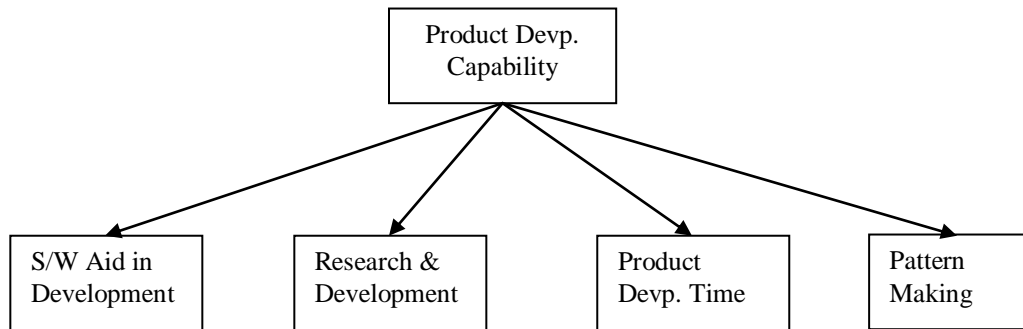 Product Devp.
Capability
S/W Aid in
Development
Research &
Development
Product
Devp. Time
Pattern
Making